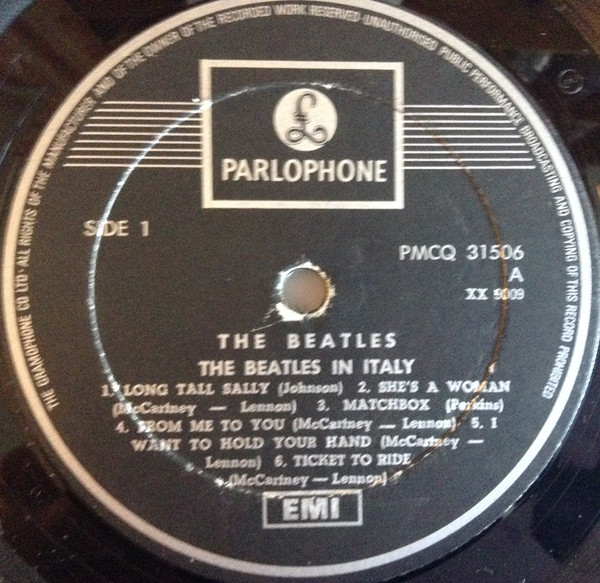 THE GRAMOPHONE CO LTD · ALL RIGHTS OF THE MANUFACTURER AND OF THE OWNER OF THE RECORDED WORK RESERVED · UNAUTHORISED PUBLIC PERFORMANCE BROADCASTING AND COPYING OF THIS RECORD PROHIBITED
£
PARLOPHONE
SIDE 1
PMCQ 31506
A
XX 9009
THE BEATLES
THE BEATLES IN ITALY
1. LONG TALL SALLY (Johnson) 2. SHE'S A WOMAN
(McCartney — Lennon) 3. MATCHBOX (Perkins)
4. FROM ME TO YOU (McCartney — Lennon) 5. I
WANT TO HOLD YOUR HAND (McCartney —
Lennon) 6. TICKET TO RIDE
(McCartney — Lennon)
EMI